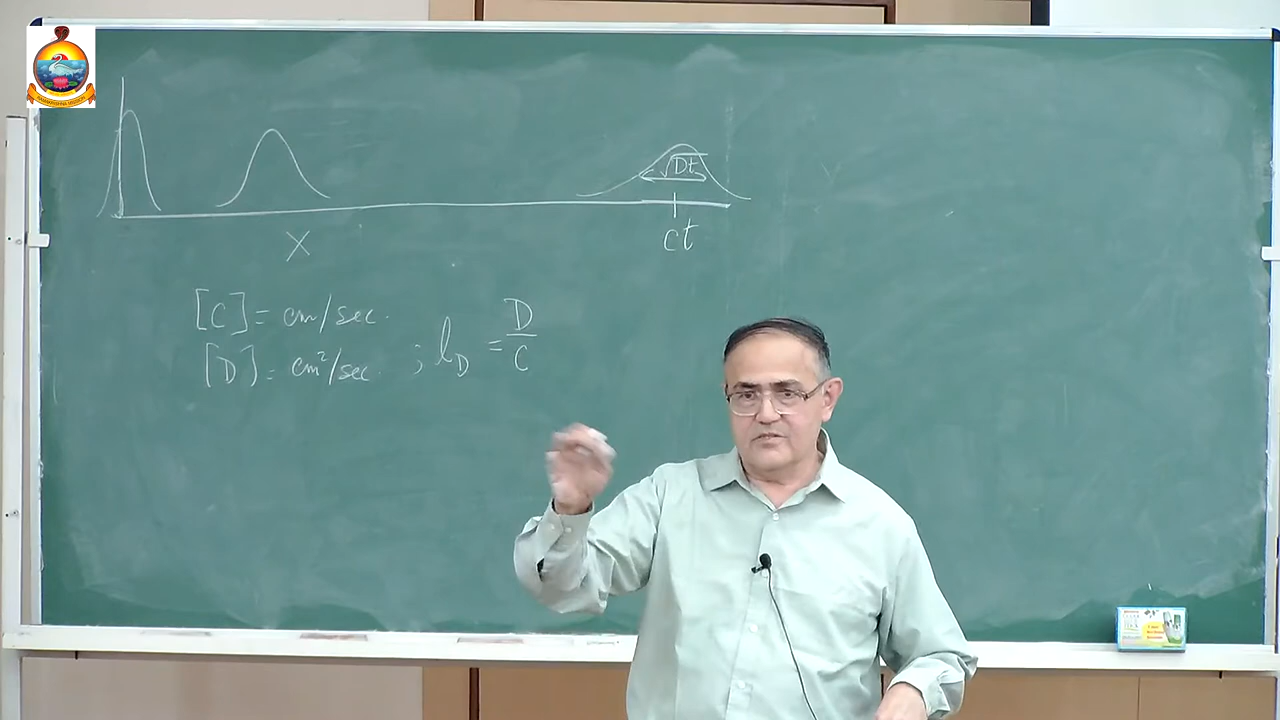 √Dt
ct
X
[C] = cm/sec.
[D] = cm²/sec. ; l_D = D/C